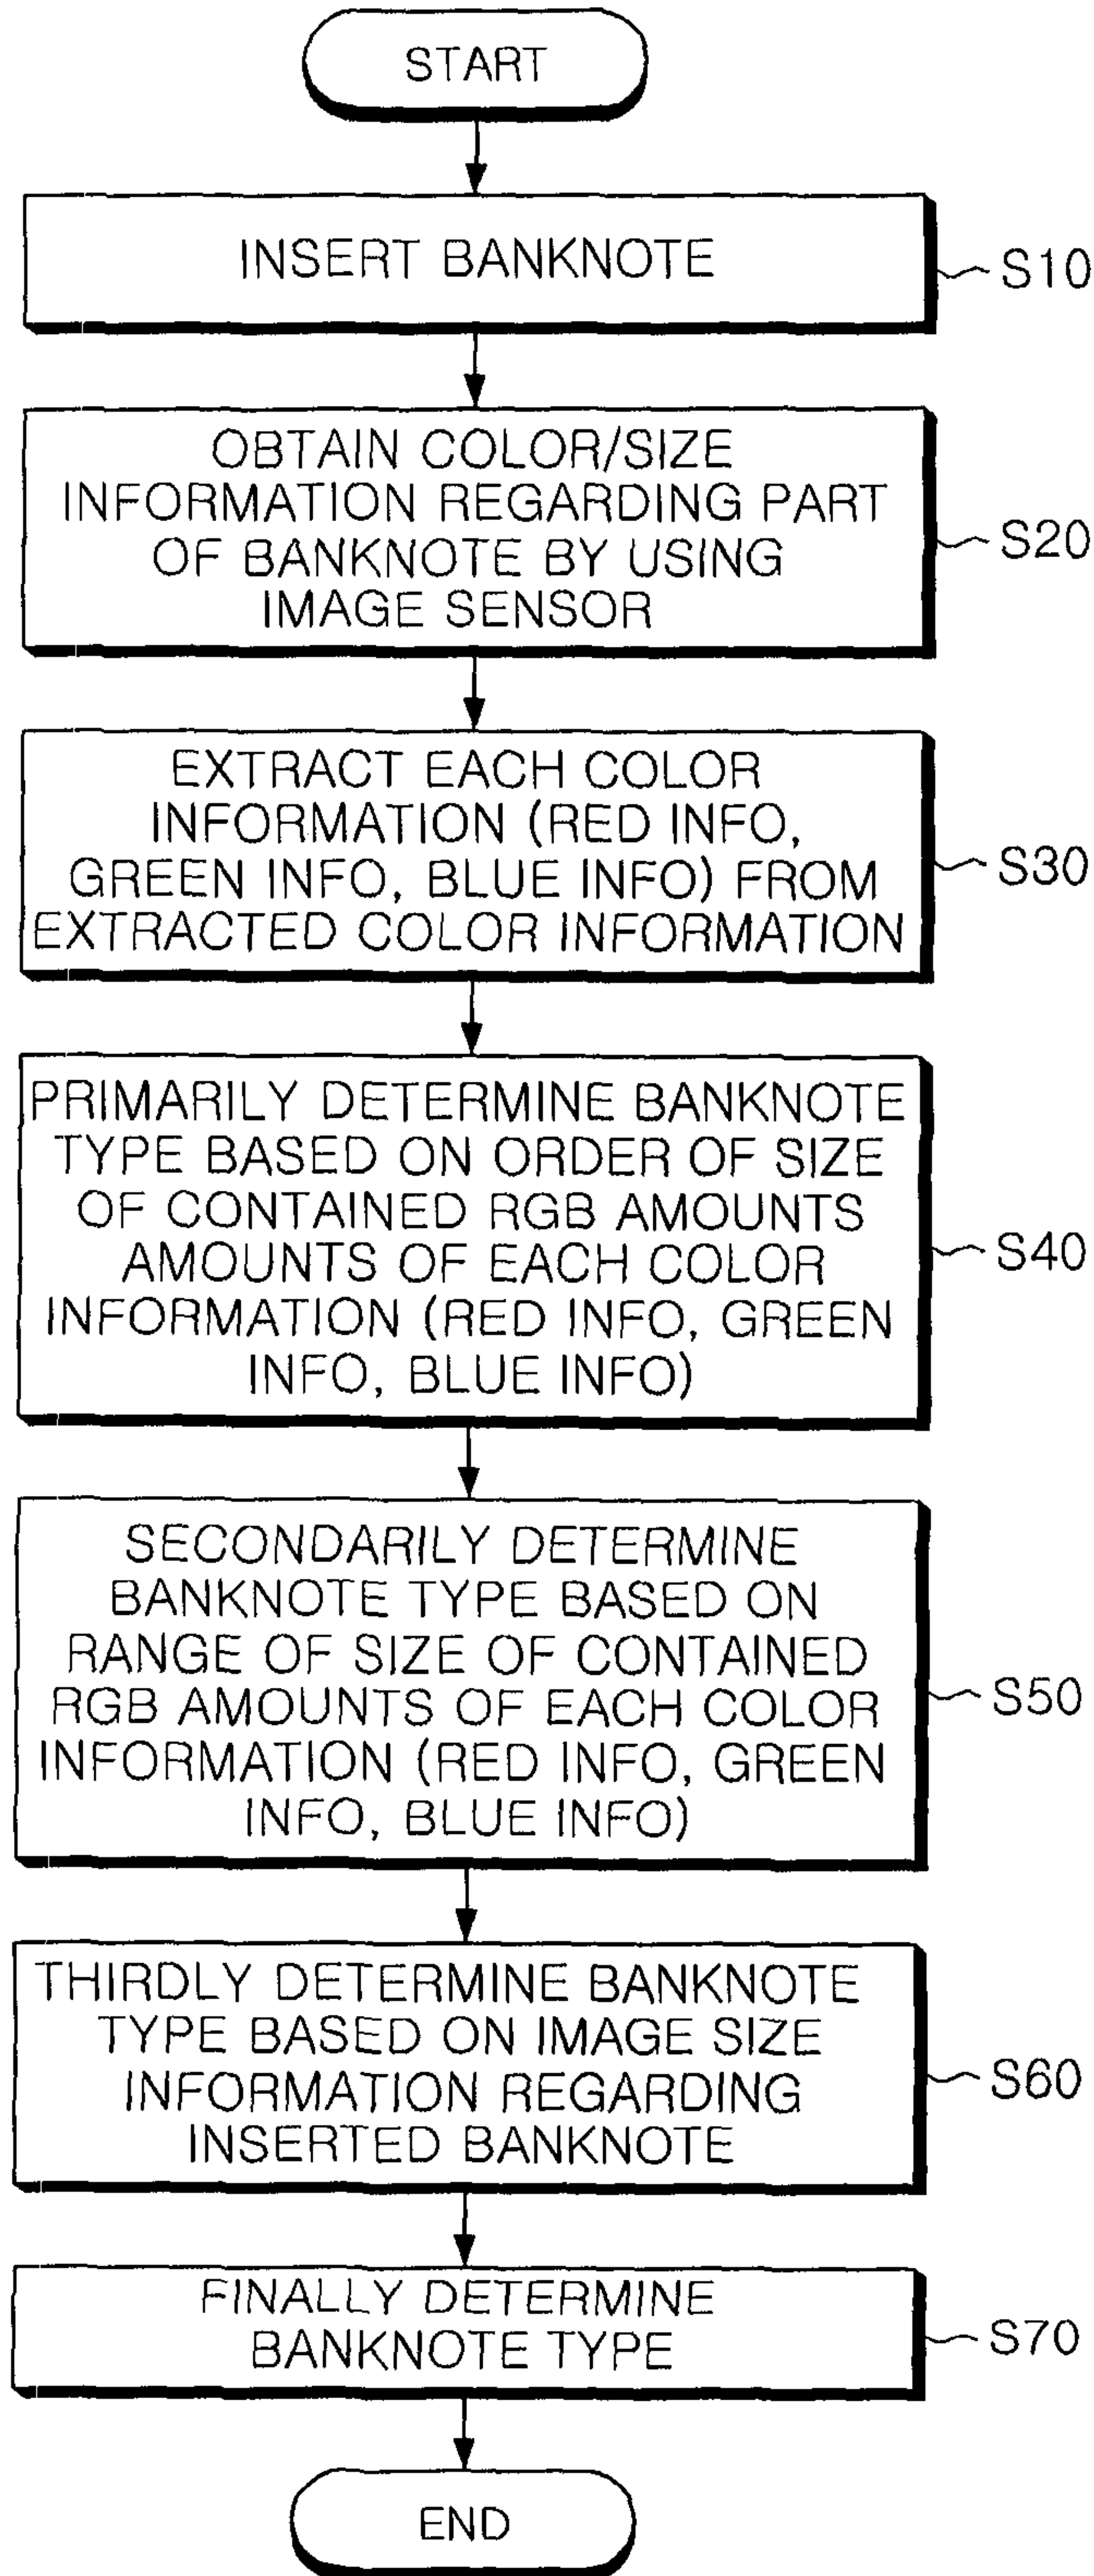 START
INSERT BANKNOTE
S10
OBTAIN COLOR/SIZE
INFORMATION REGARDING PART
OF BANKNOTE BY USING
IMAGE SENSOR
S20
EXTRACT EACH COLOR
INFORMATION (RED INFO,
GREEN INFO, BLUE INFO) FROM
EXTRACTED COLOR INFORMATION
S30
PRIMARILY DETERMINE BANKNOTE
TYPE BASED ON ORDER OF SIZE
OF CONTAINED RGB AMOUNTS
AMOUNTS OF EACH COLOR
INFORMATION (RED INFO, GREEN
INFO, BLUE INFO)
S40
SECONDARILY DETERMINE
BANKNOTE TYPE BASED ON
RANGE OF SIZE OF CONTAINED
RGB AMOUNTS OF EACH COLOR
INFORMATION (RED INFO, GREEN
INFO, BLUE INFO)
S50
THIRDLY DETERMINE BANKNOTE
TYPE BASED ON IMAGE SIZE
INFORMATION REGARDING
INSERTED BANKNOTE
S60
FINALLY DETERMINE
BANKNOTE TYPE
S70
END